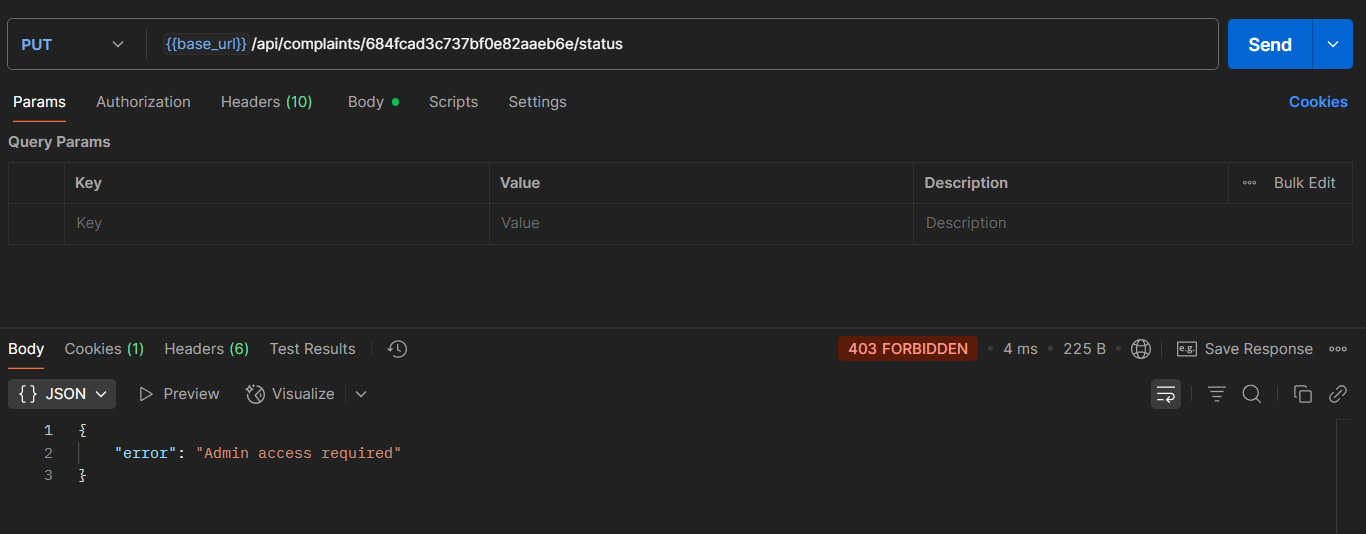 PUT {{base_url}} /api/complaints/684fcad3c737bf0e82aaeb6e/status Send
Params Authorization Headers (10) Body Scripts Settings Cookies
Query Params
Key Value Description Bulk Edit
Key Value Description
Body Cookies (1) Headers (6) Test Results 403 FORBIDDEN • 4 ms • 225 B • e.g. Save Response
{ } JSON Preview Visualize
1 {
2 "error": "Admin access required"
3 }